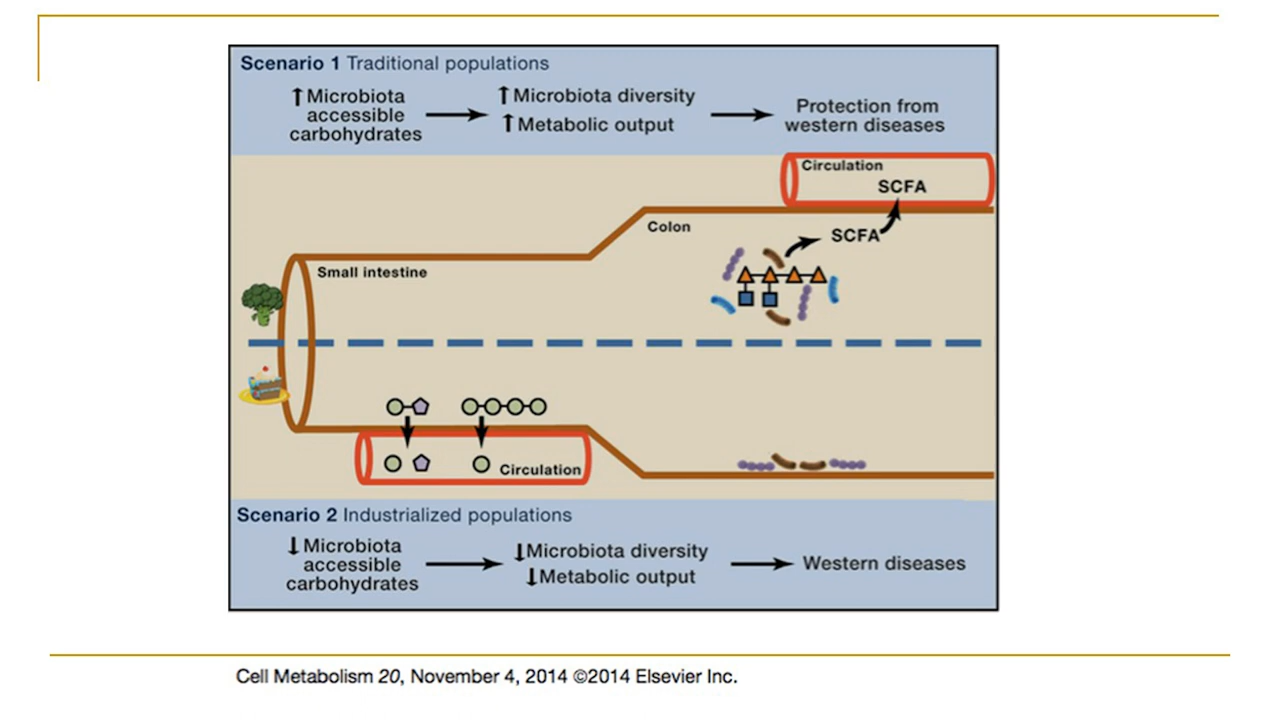 Scenario 1 Traditional populations
↑Microbiota
accessible
carbohydrates
↑Microbiota diversity
↑Metabolic output
Protection from
western diseases
Circulation
SCFA
Colon
SCFA
Small intestine
Circulation
Scenario 2 Industrialized populations
↓Microbiota
accessible
carbohydrates
↓Microbiota diversity
↓Metabolic output
Western diseases
Cell Metabolism 20, November 4, 2014 ©2014 Elsevier Inc.